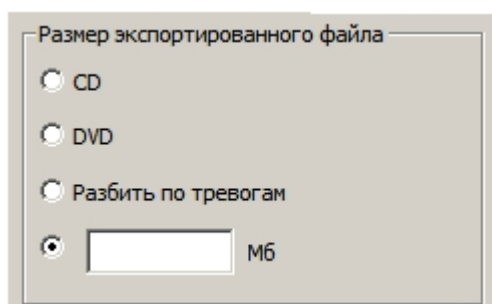 Размер экспортированного файла
CD
DVD
Разбить по тревогам
Мб